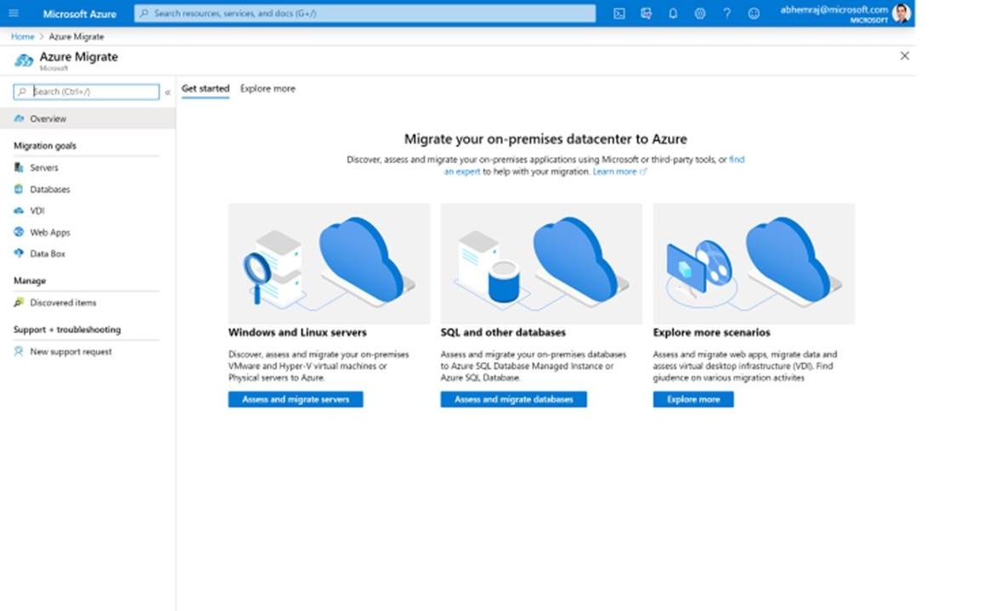 Microsoft Azure
Search resources, services, and docs (G+/)
abhemraj@microsoft.com
MICROSOFT
Home > Azure Migrate
Azure Migrate
Microsoft
Search (Ctrl+/)
Overview
Migration goals
Servers
Databases
VDI
Web Apps
Data Box
Manage
Discovered items
Support + troubleshooting
New support request
Get started Explore more
Migrate your on-premises datacenter to Azure
Discover, assess and migrate your on-premises applications using Microsoft or third-party tools, or find
an expert to help with your migration. Learn more
Windows and Linux servers
Discover, assess and migrate your on-premises
VMware and Hyper-V virtual machines or
Physical servers to Azure.
Assess and migrate servers
SQL and other databases
Assess and migrate your on-premises databases
to Azure SQL Database Managed Instance or
Azure SQL Database.
Assess and migrate databases
Explore more scenarios
Assess and migrate web apps, migrate data and
assess virtual desktop infrastructure (VDI). Find
giudence on various migration activites
Explore more